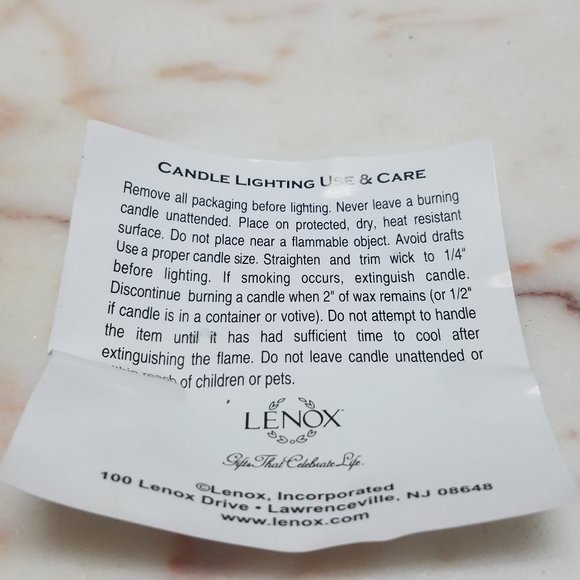 CANDLE LIGHTING USE & CARE
Remove all packaging before lighting. Never leave a burning
candle unattended. Place on protected, dry, heat resistant
surface. Do not place near a flammable object. Avoid drafts
Use a proper candle size. Straighten and trim wick to 1/4"
before lighting. If smoking occurs, extinguish candle.
Discontinue burning a candle when 2" of wax remains (or 1/2"
if candle is in a container or votive). Do not attempt to handle
the item until it has had sufficient time to cool after
extinguishing the flame. Do not leave candle unattended or
within reach of children or pets.
LENOX
Gifts That Celebrate Life
©Lenox, Incorporated
100 Lenox Drive • Lawrenceville, NJ 08648
www.lenox.com